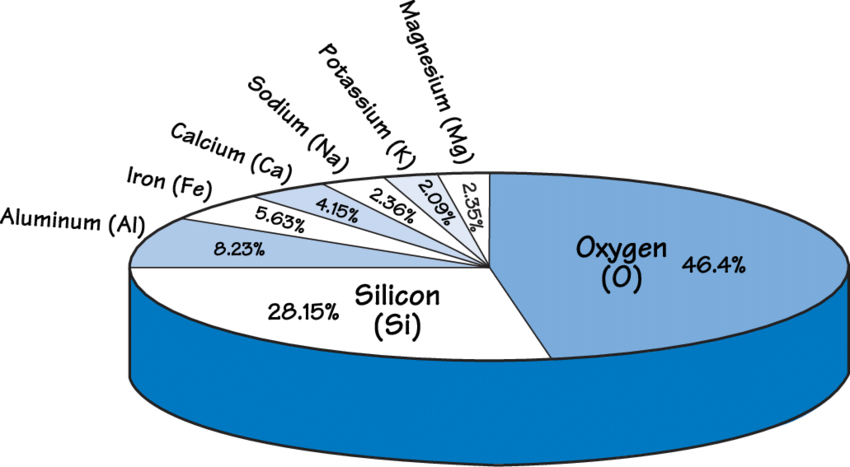 Magnesium (Mg)
Potassium (K)
Sodium (Na)
Calcium (Ca)
Iron (Fe)
Aluminum (Al)
2.35%
2.09%
2.36%
4.15%
5.63%
8.23%
Oxygen
(O)
46.4%
Silicon
(Si)
28.15%